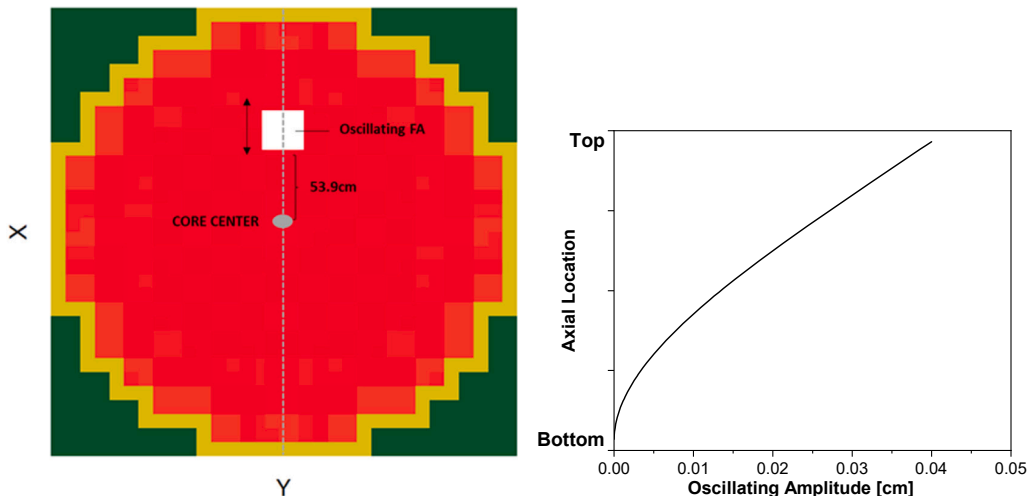 X
Oscillating FA
53.9cm
CORE CENTER
Y
Top
Axial Location
Bottom
0.00 0.01 0.02 0.03 0.04 0.05
Oscillating Amplitude [cm]